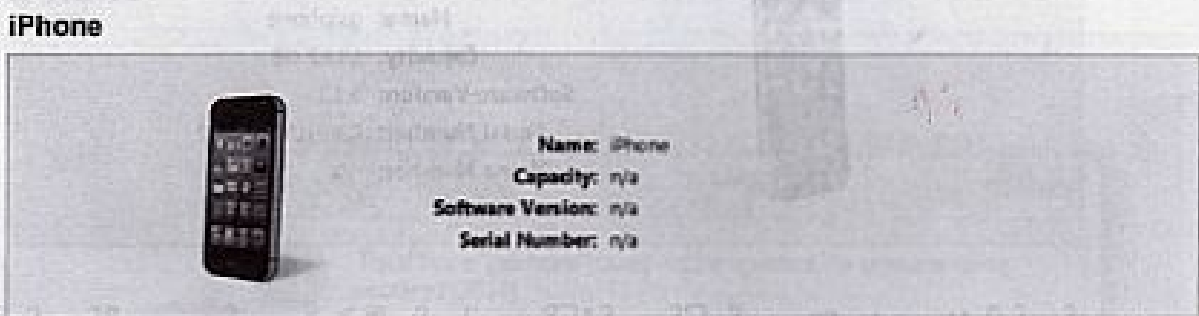 iPhone
Name: iPhone
Capacity: n/a
Software Version: n/a
Serial Number: n/a